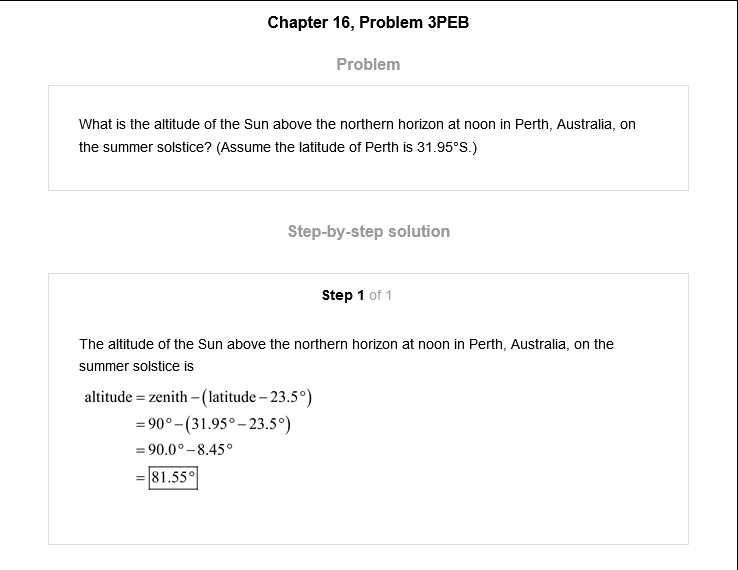 Chapter 16, Problem 3PEB
Problem
What is the altitude of the Sun above the northern horizon at noon in Perth, Australia, on
the summer solstice? (Assume the latitude of Perth is 31.95°S.)
Step-by-step solution
Step 1 of 1
The altitude of the Sun above the northern horizon at noon in Perth, Australia, on the
summer solstice is
altitude = zenith – (latitude – 23.5°)
= 90° – (31.95° – 23.5°)
= 90.0° – 8.45°
= 81.55°